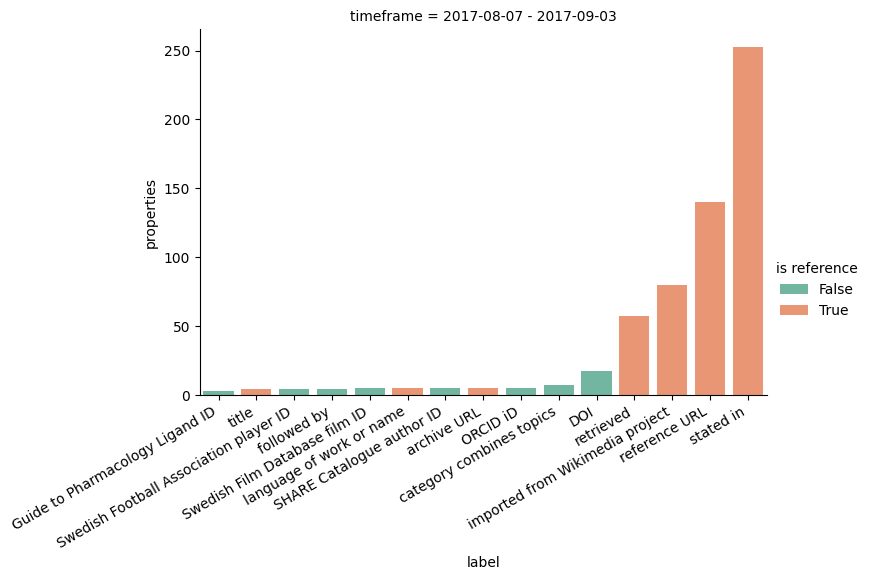 timeframe = 2017-08-07 - 2017-09-03
properties
250
200
150
100
50
0
Guide to Pharmacology Ligand ID
title
Swedish Football Association player ID
followed by
Swedish Film Database film ID
language of work or name
SHARE Catalogue author ID
archive URL
ORCID iD
category combines topics
DOI
retrieved
imported from Wikimedia project
reference URL
stated in
label
is reference
False
True